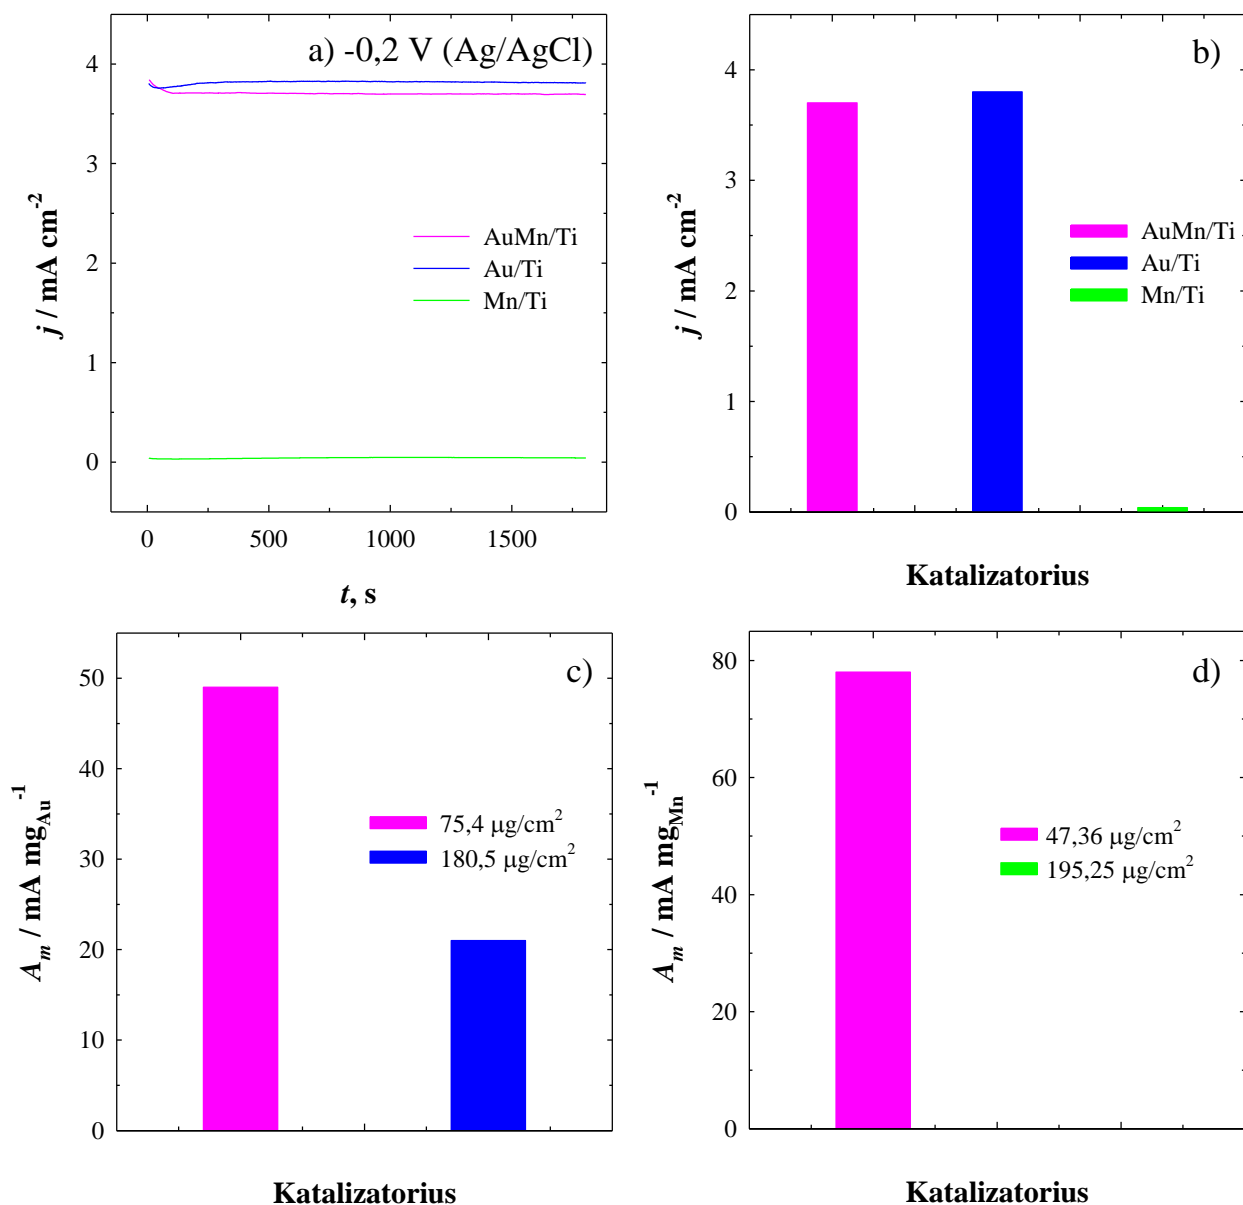 a) -0,2 V (Ag/AgCl)
4
3
2
1
0
j / mA cm-2
AuMn/Ti
Au/Ti
Mn/Ti
0 500 1000 1500
t, s
b)
4
3
2
1
0
j / mA cm-2
AuMn/Ti
Au/Ti
Mn/Ti
Katalizatorius
c)
50
40
30
20
10
0
Am / mA mgAu-1
75,4 μg/cm2
180,5 μg/cm2
Katalizatorius
d)
80
60
40
20
0
Am / mA mgMn-1
47,36 μg/cm2
195,25 μg/cm2
Katalizatorius